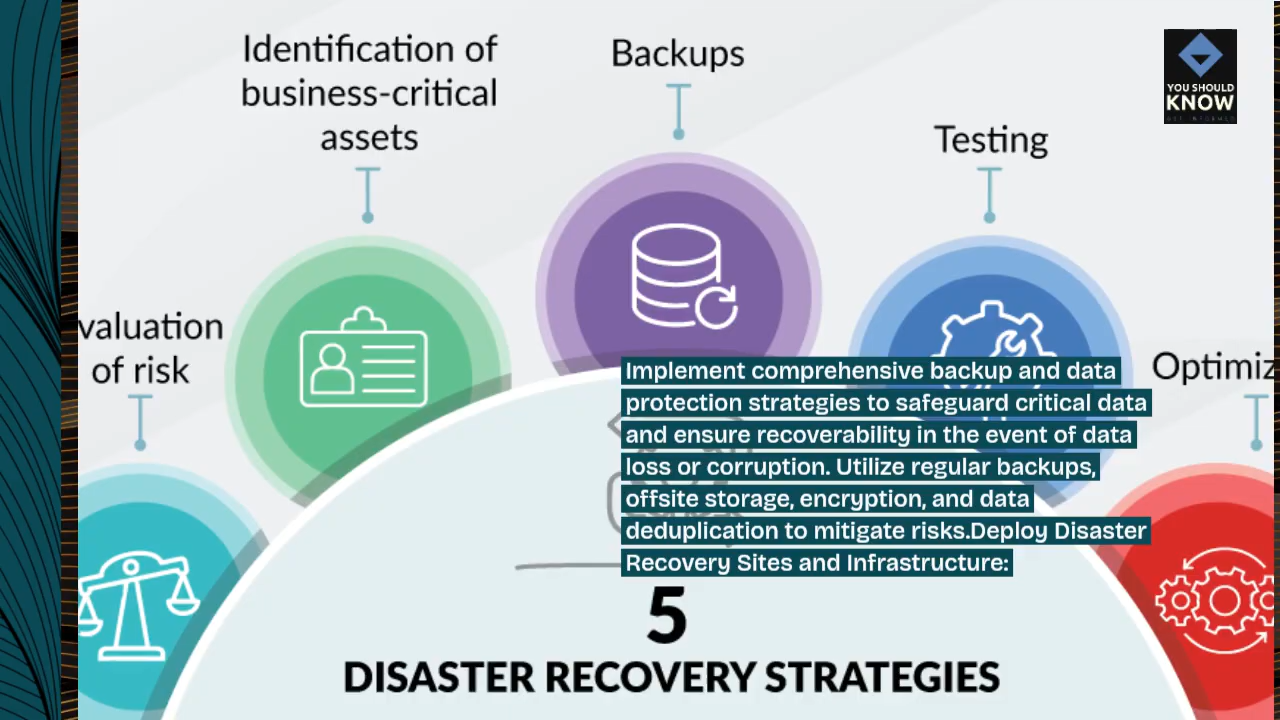 Identification of
business-critical
assets
Backups
Testing
YOU SHOULD
KNOW
valuation
of risk
Optimiz
Implement comprehensive backup and data
protection strategies to safeguard critical data
and ensure recoverability in the event of data
loss or corruption. Utilize regular backups,
offsite storage, encryption, and data
deduplication to mitigate risks.Deploy Disaster
Recovery Sites and Infrastructure:
5
DISASTER RECOVERY STRATEGIES